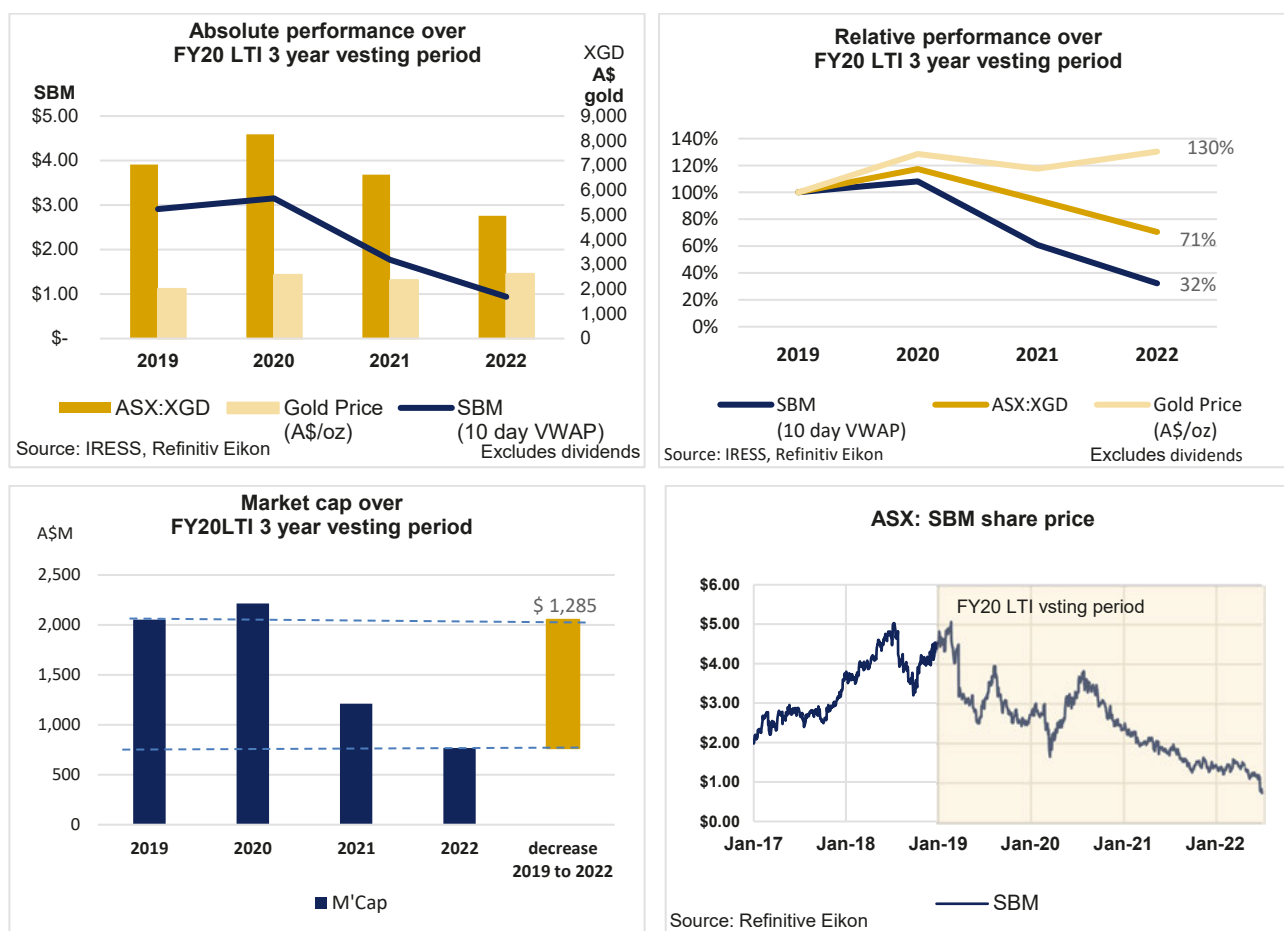 Absolute performance over
FY20 LTI 3 year vesting period
SBM
XGD
A$
gold
$5.00
$4.00
$3.00
$2.00
$1.00
$-
9,000
8,000
7,000
6,000
5,000
4,000
3,000
2,000
1,000
0
2019 2020 2021 2022
ASX:XGD Gold Price (A$/oz) SBM (10 day VWAP)
Source: IRESS, Refinitiv Eikon Excludes dividends
Relative performance over
FY20 LTI 3 year vesting period
140%
120%
100%
80%
60%
40%
20%
0%
130%
71%
32%
2019 2020 2021 2022
SBM (10 day VWAP) ASX:XGD Gold Price (A$/oz)
Source: IRESS, Refinitiv Eikon Excludes dividends
Market cap over
FY20LTI 3 year vesting period
A$M
2,500
2,000
1,500
1,000
500
0
$ 1,285
2019 2020 2021 2022 decrease
2019 to 2022
M'Cap
ASX: SBM share price
$6.00
$5.00
$4.00
$3.00
$2.00
$1.00
$0.00
FY20 LTI vsting period
Jan-17 Jan-18 Jan-19 Jan-20 Jan-21 Jan-22
SBM
Source: Refinitive Eikon